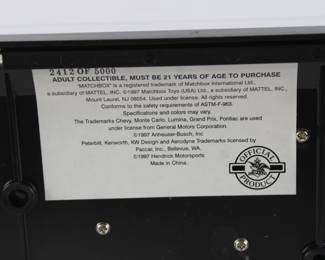 2412 OF 5000
ADULT COLLECTIBLE, MUST BE 21 YEARS OF AGE TO PURCHASE
"MATCHBOX" is a registered trademark of Matchbox International Ltd.,
a subsidiary of MATTEL, INC. ©1997 Matchbox Toys (USA) Ltd., a subsidiary of MATTEL, INC.,
Mount Laurel, NJ 08054. Used under license. All rights reserved.
Conforms to the safety requirements of ASTM-F-963.
Specifications and colors may vary.
The Trademarks Chevy, Monte Carlo, Lumina, Grand Prix, Pontiac are used
under license from General Motors Corporation.
©1997 Anheuser-Busch, Inc
Peterbilt, Kenworth, KW Design and Aerodyne Trademarks licensed by
Paccar, Inc., Bellevue, WA.
©1997 Hendrick Motorsports
Made in China.
OFFICIAL
PRODUCT